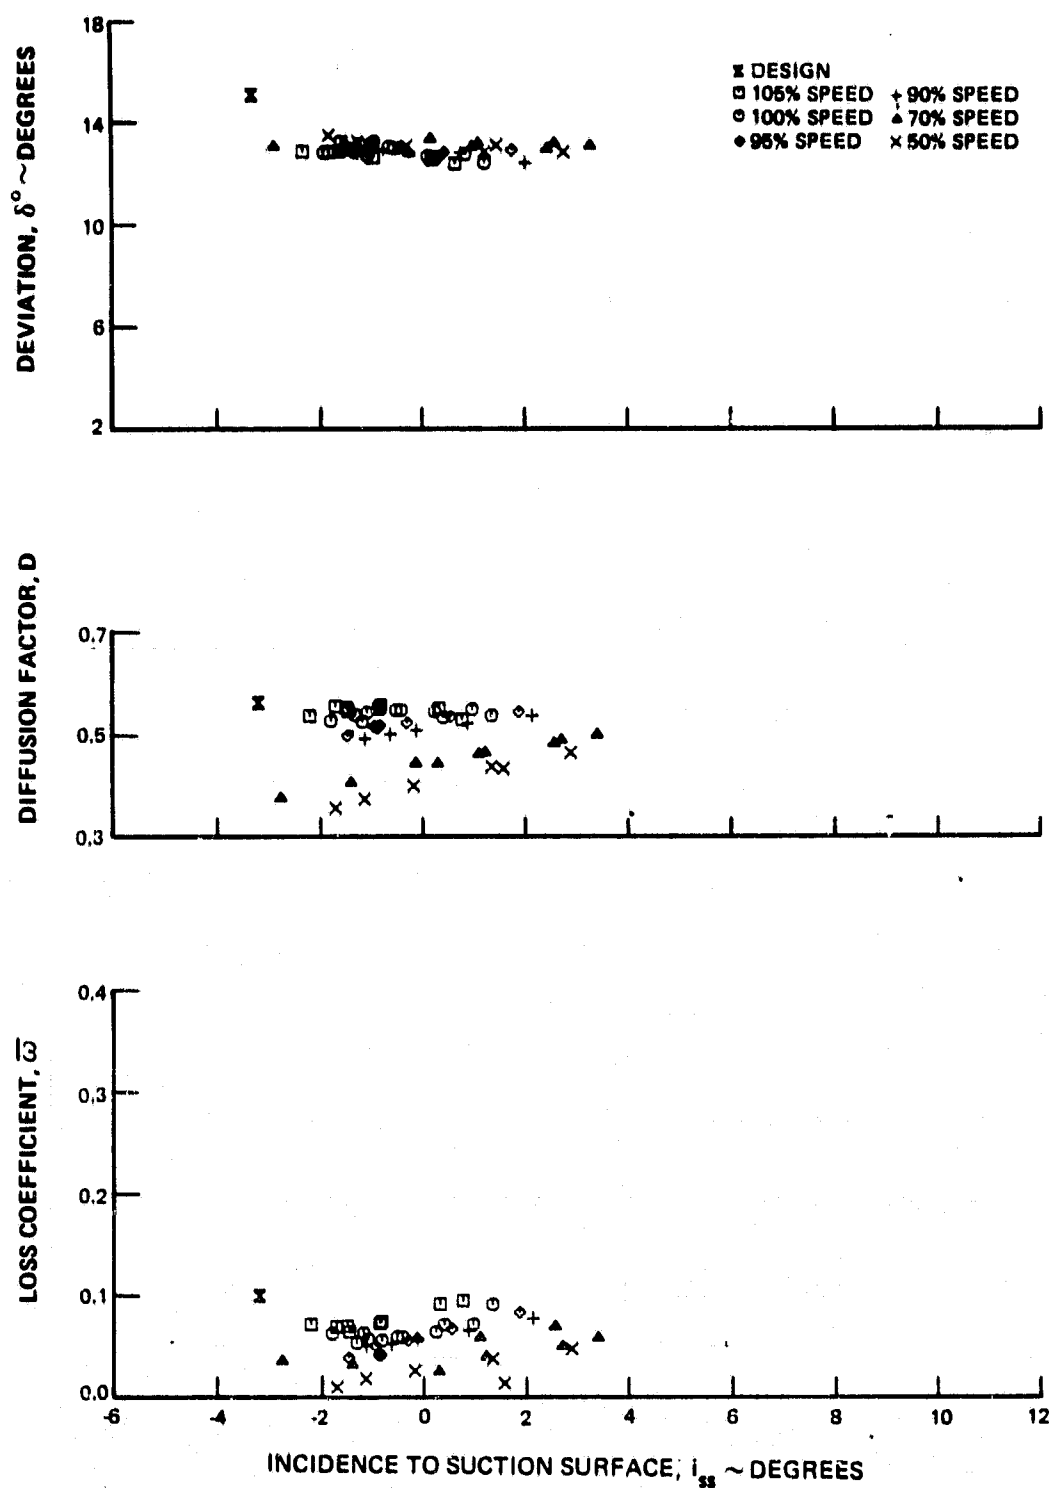 18
14
10
6
2
DEVIATION, δ° ~ DEGREES
DESIGN
105% SPEED
100% SPEED
95% SPEED
90% SPEED
70% SPEED
50% SPEED
0.7
0.5
0.3
DIFFUSION FACTOR, D
0.4
0.3
0.2
0.1
0.0
LOSS COEFFICIENT, ω̅
-6 -4 -2 0 2 4 6 8 10 12
INCIDENCE TO SUCTION SURFACE, i_ss ~ DEGREES